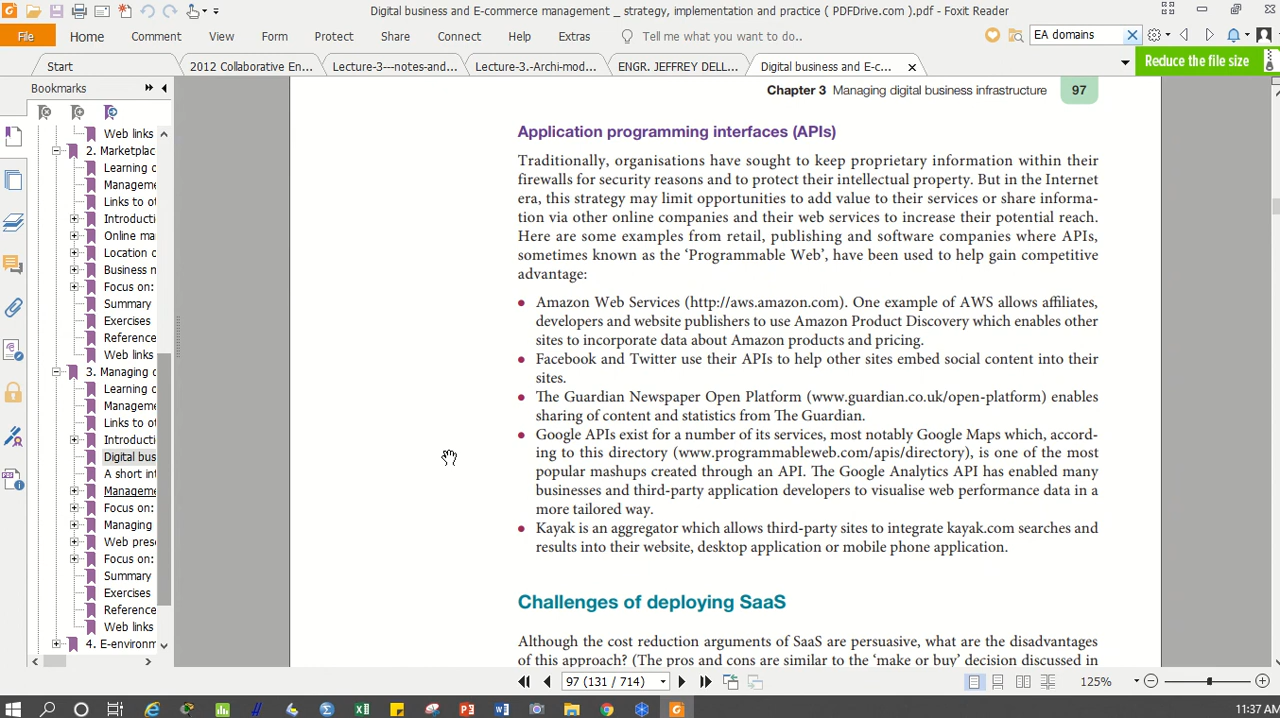 Digital business and E-commerce management _ strategy, implementation and practice ( PDFDrive.com ).pdf - Foxit Reader
File Home Comment View Form Protect Share Connect Help Extras Tell me what you want to do.. EA domains
Start 2012 Collaborative En... Lecture-3---notes-and... Lecture-3.-Archind... ENGR. JEFFREY DELL... Digital business and E-c... Reduce the file size
Bookmarks
Web links
2. Marketplac
Learning c
Manageme
Links to ot
Introducti
Online ma
Location c
Business n
Focus on:
Summary
Exercises
Reference
Web links
3. Managing c
Learning c
Manageme
Links to ot
Introducti
Digital bus
A short int
Manageme
Focus on:
Managing
Web prese
Focus on:
Summary
Exercises
Reference
Web links
4. E-environm
Chapter 3 Managing digital business infrastructure 97
Application programming interfaces (APIs)
Traditionally, organisations have sought to keep proprietary information within their
firewalls for security reasons and to protect their intellectual property. But in the Internet
era, this strategy may limit opportunities to add value to their services or share informa-
tion via other online companies and their web services to increase their potential reach.
Here are some examples from retail, publishing and software companies where APIs,
sometimes known as the ‘Programmable Web’, have been used to help gain competitive
advantage:
• Amazon Web Services (http://aws.amazon.com). One example of AWS allows affiliates,
developers and website publishers to use Amazon Product Discovery which enables other
sites to incorporate data about Amazon products and pricing.
• Facebook and Twitter use their APIs to help other sites embed social content into their
sites.
• The Guardian Newspaper Open Platform (www.guardian.co.uk/open-platform) enables
sharing of content and statistics from The Guardian.
• Google APIs exist for a number of its services, most notably Google Maps which, accord-
ing to this directory (www.programmableweb.com/apis/directory), is one of the most
popular mashups created through an API. The Google Analytics API has enabled many
businesses and third-party application developers to visualise web performance data in a
more tailored way.
• Kayak is an aggregator which allows third-party sites to integrate kayak.com searches and
results into their website, desktop application or mobile phone application.
Challenges of deploying SaaS
Although the cost reduction arguments of SaaS are persuasive, what are the disadvantages
of this approach? (The pros and cons are similar to the ‘make or buy’ decision discussed in
97 (131 / 714) 125%
11:37 AM